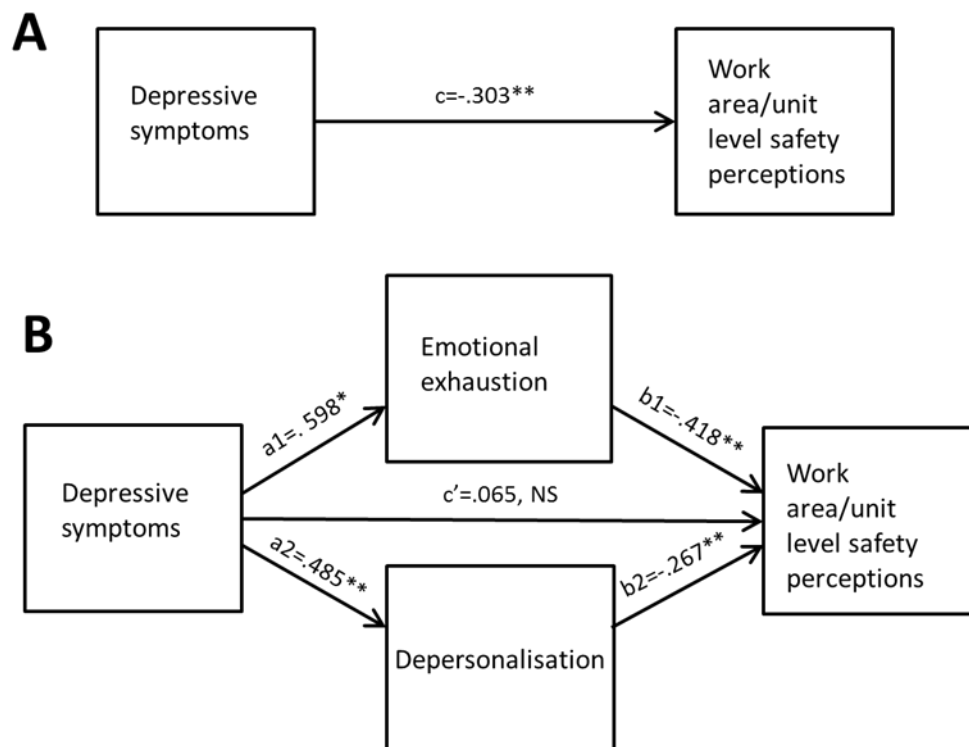 A
Depressive
symptoms
c=-.303**
Work
area/unit
level safety
perceptions
B
Emotional
exhaustion
a1=. 598*
b1=-.418**
Depressive
symptoms
c’=.065, NS
Work
area/unit
level safety
perceptions
a2=.485**
b2=-.267**
Depersonalisation